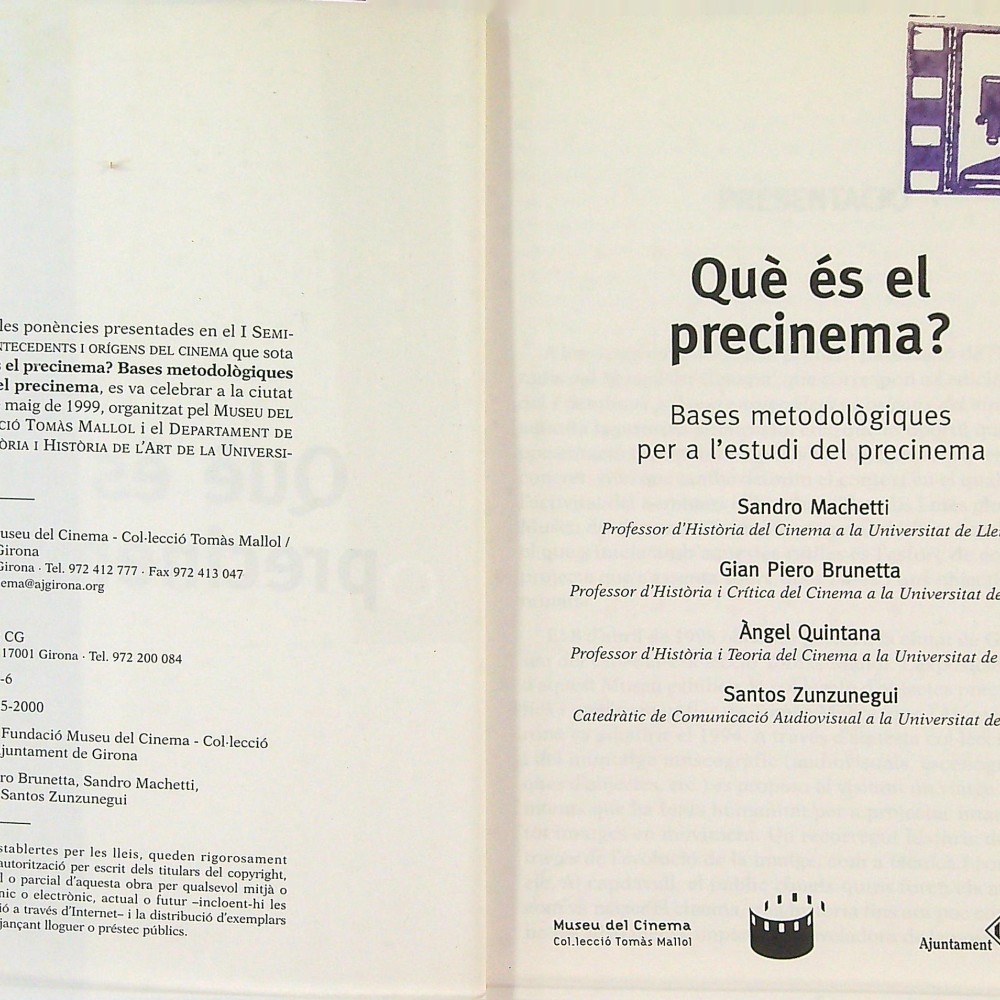 les ponències presentades en el I SEMI-
NTECEDENTS I ORÍGENS DEL CINEMA que sota
s el precinema? Bases metodològiques
el precinema, es va celebrar a la ciutat
maig de 1999, organitzat pel MUSEU DEL
CCIÓ TOMÀS MALLOL i el DEPARTAMENT DE
ÒRIA I HISTÒRIA DE L'ART DE LA UNIVERSI-
useu del Cinema - Col·lecció Tomàs Mallol /
Girona
Girona · Tel. 972 412 777 · Fax 972 413 047
ema@ajgirona.org
CG
17001 Girona · Tel. 972 200 084
-6
5-2000
Fundació Museu del Cinema - Col·lecció
juntament de Girona
ro Brunetta, Sandro Machetti,
Santos Zunzunegui
stablertes per les lleis, queden rigorosament
autorització per escrit dels titulars del copyright,
l o parcial d'aquesta obra per qualsevol mitjà o
nic o electrònic, actual o futur –incloent-hi les
ió a través d'Internet– i la distribució d'exemplars
jançant lloguer o préstec públics.
Què és el
precinema?
Bases metodològiques
per a l'estudi del precinema
Sandro Machetti
Professor d'Història del Cinema a la Universitat de Lle
Gian Piero Brunetta
Professor d'Història i Crítica del Cinema a la Universitat de
Àngel Quintana
Professor d'Història i Teoria del Cinema a la Universitat de
Santos Zunzunegui
Catedràtic de Comunicació Audiovisual a la Universitat de
Museu del Cinema
Col.lecció Tomàs Mallol
Ajuntament